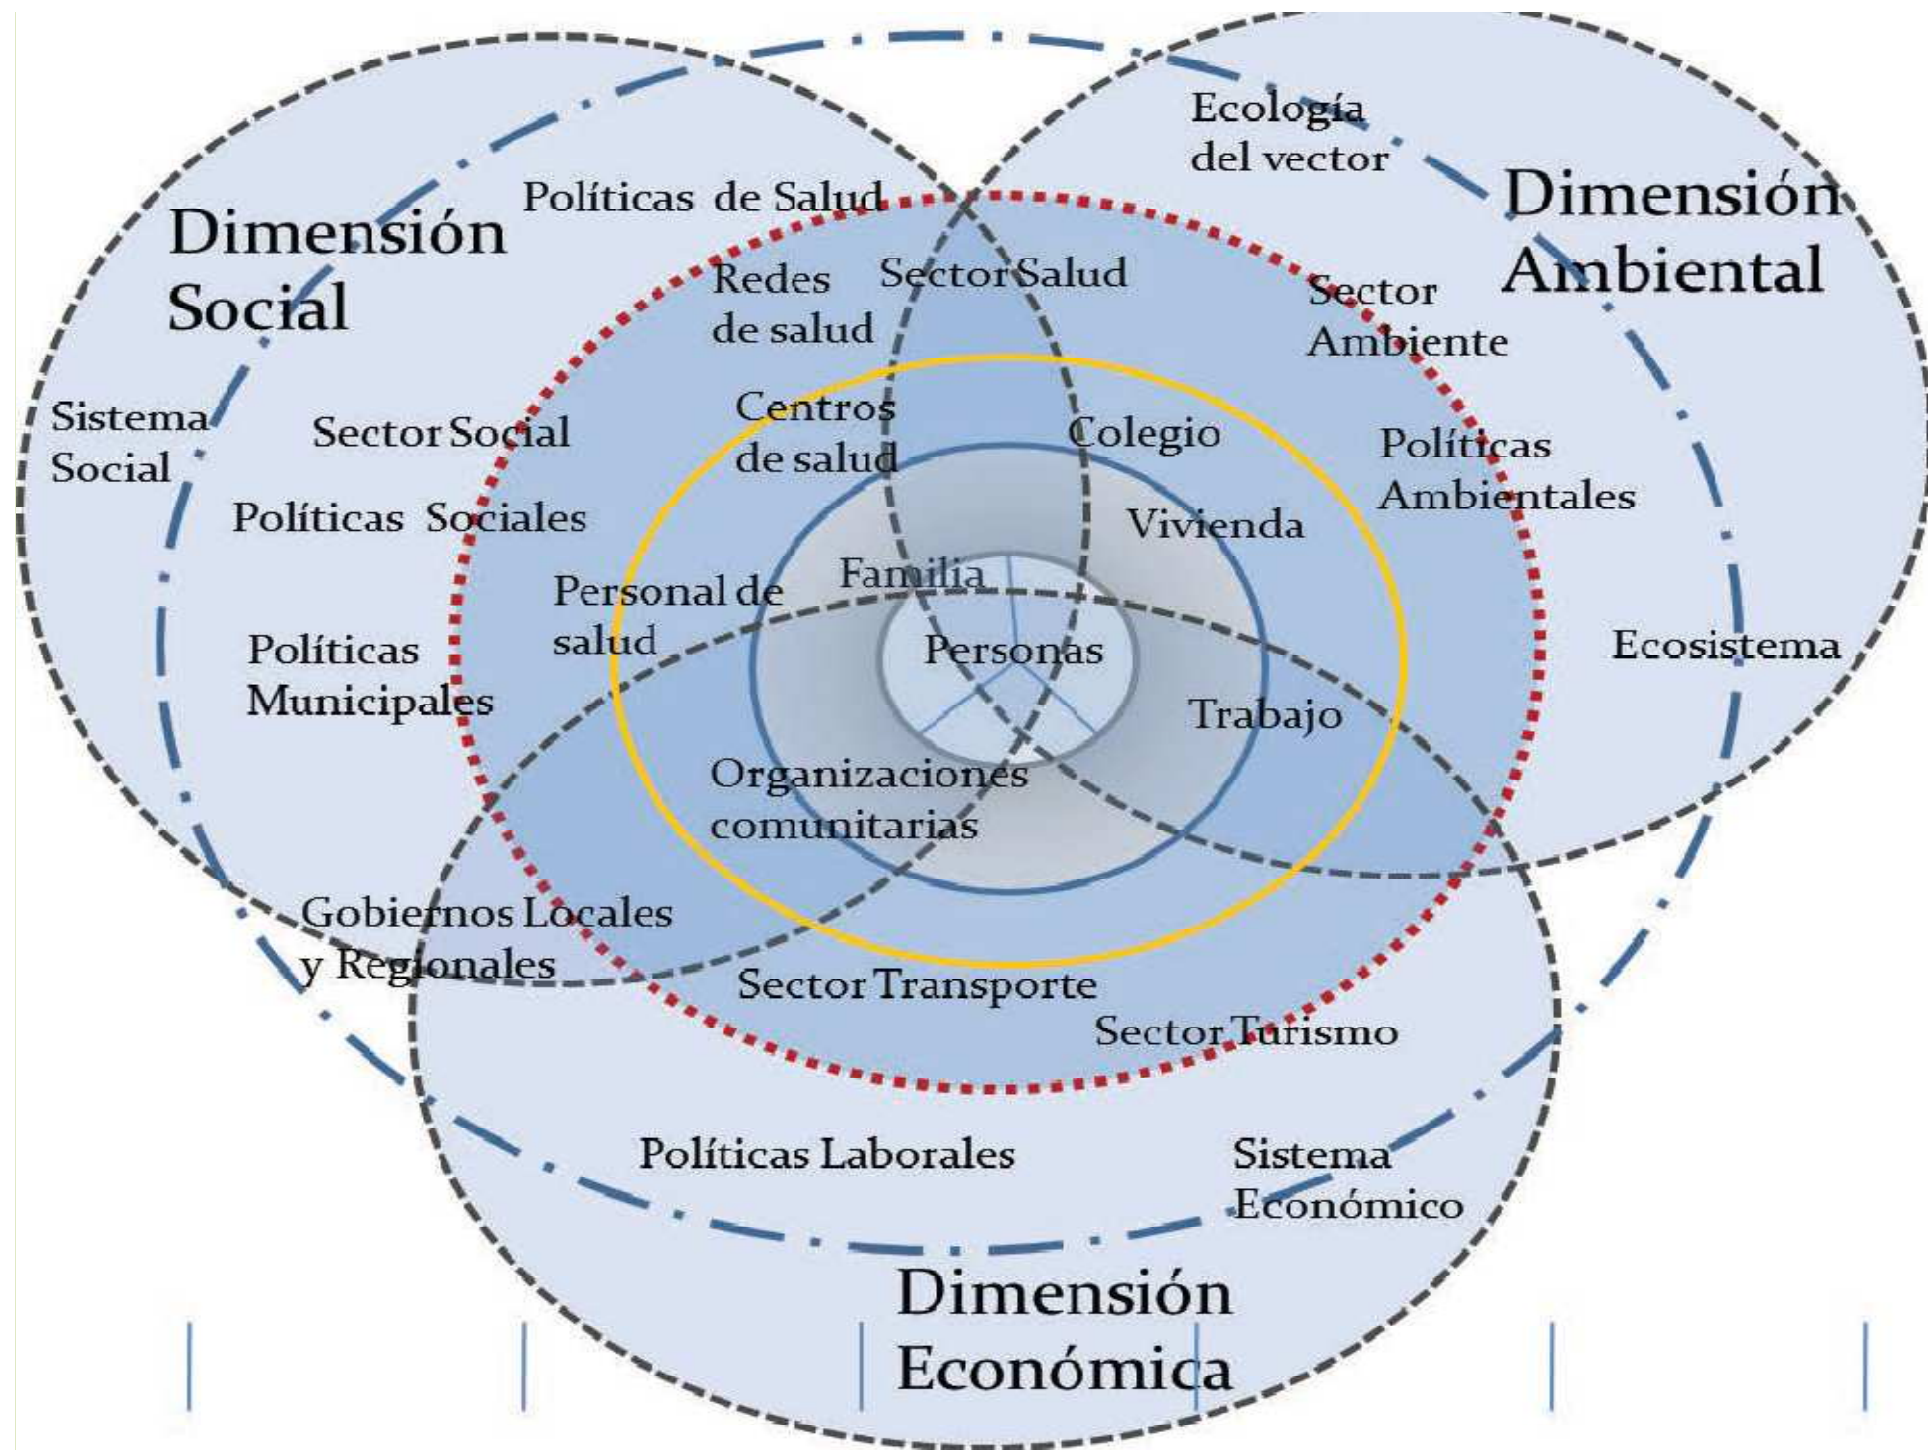 Ecología
del vector
Dimensión
Ambiental
Políticas de Salud
Dimensión
Social
Redes
de salud
Sector Salud
Sector
Ambiente
Sistema
Social
Sector Social
Centros
de salud
Colegio
Políticas
Ambientales
Políticas Sociales
Vivienda
Familia
Personal de
salud
Personas
Políticas
Municipales
Ecosistema
Trabajo
Organizaciones
comunitarias
Gobiernos Locales
y Regionales
Sector Transporte
Sector Turismo
Políticas Laborales
Sistema
Económico
Dimensión
Económica